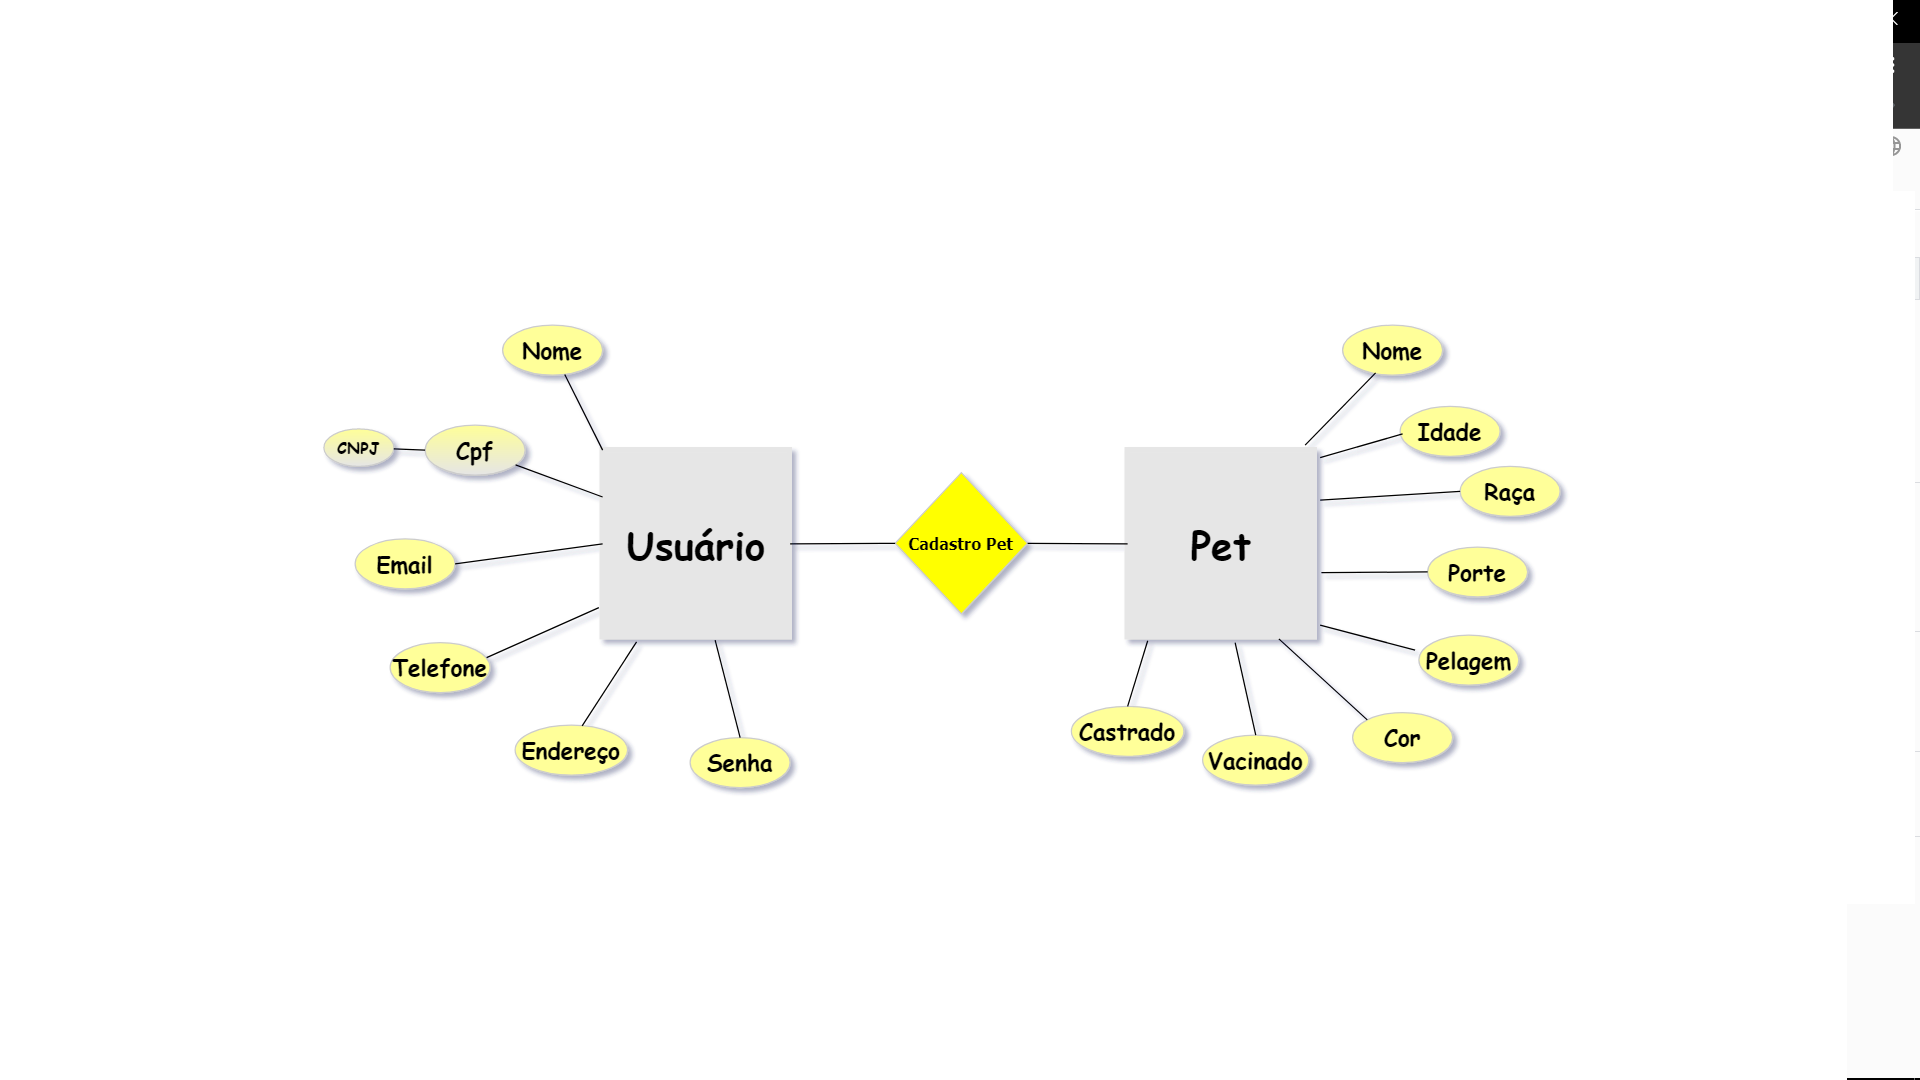 Nome
CNPJ
Cpf
Email
Telefone
Endereço
Senha
Usuário
Cadastro Pet
Pet
Nome
Idade
Raça
Porte
Pelagem
Cor
Vacinado
Castrado